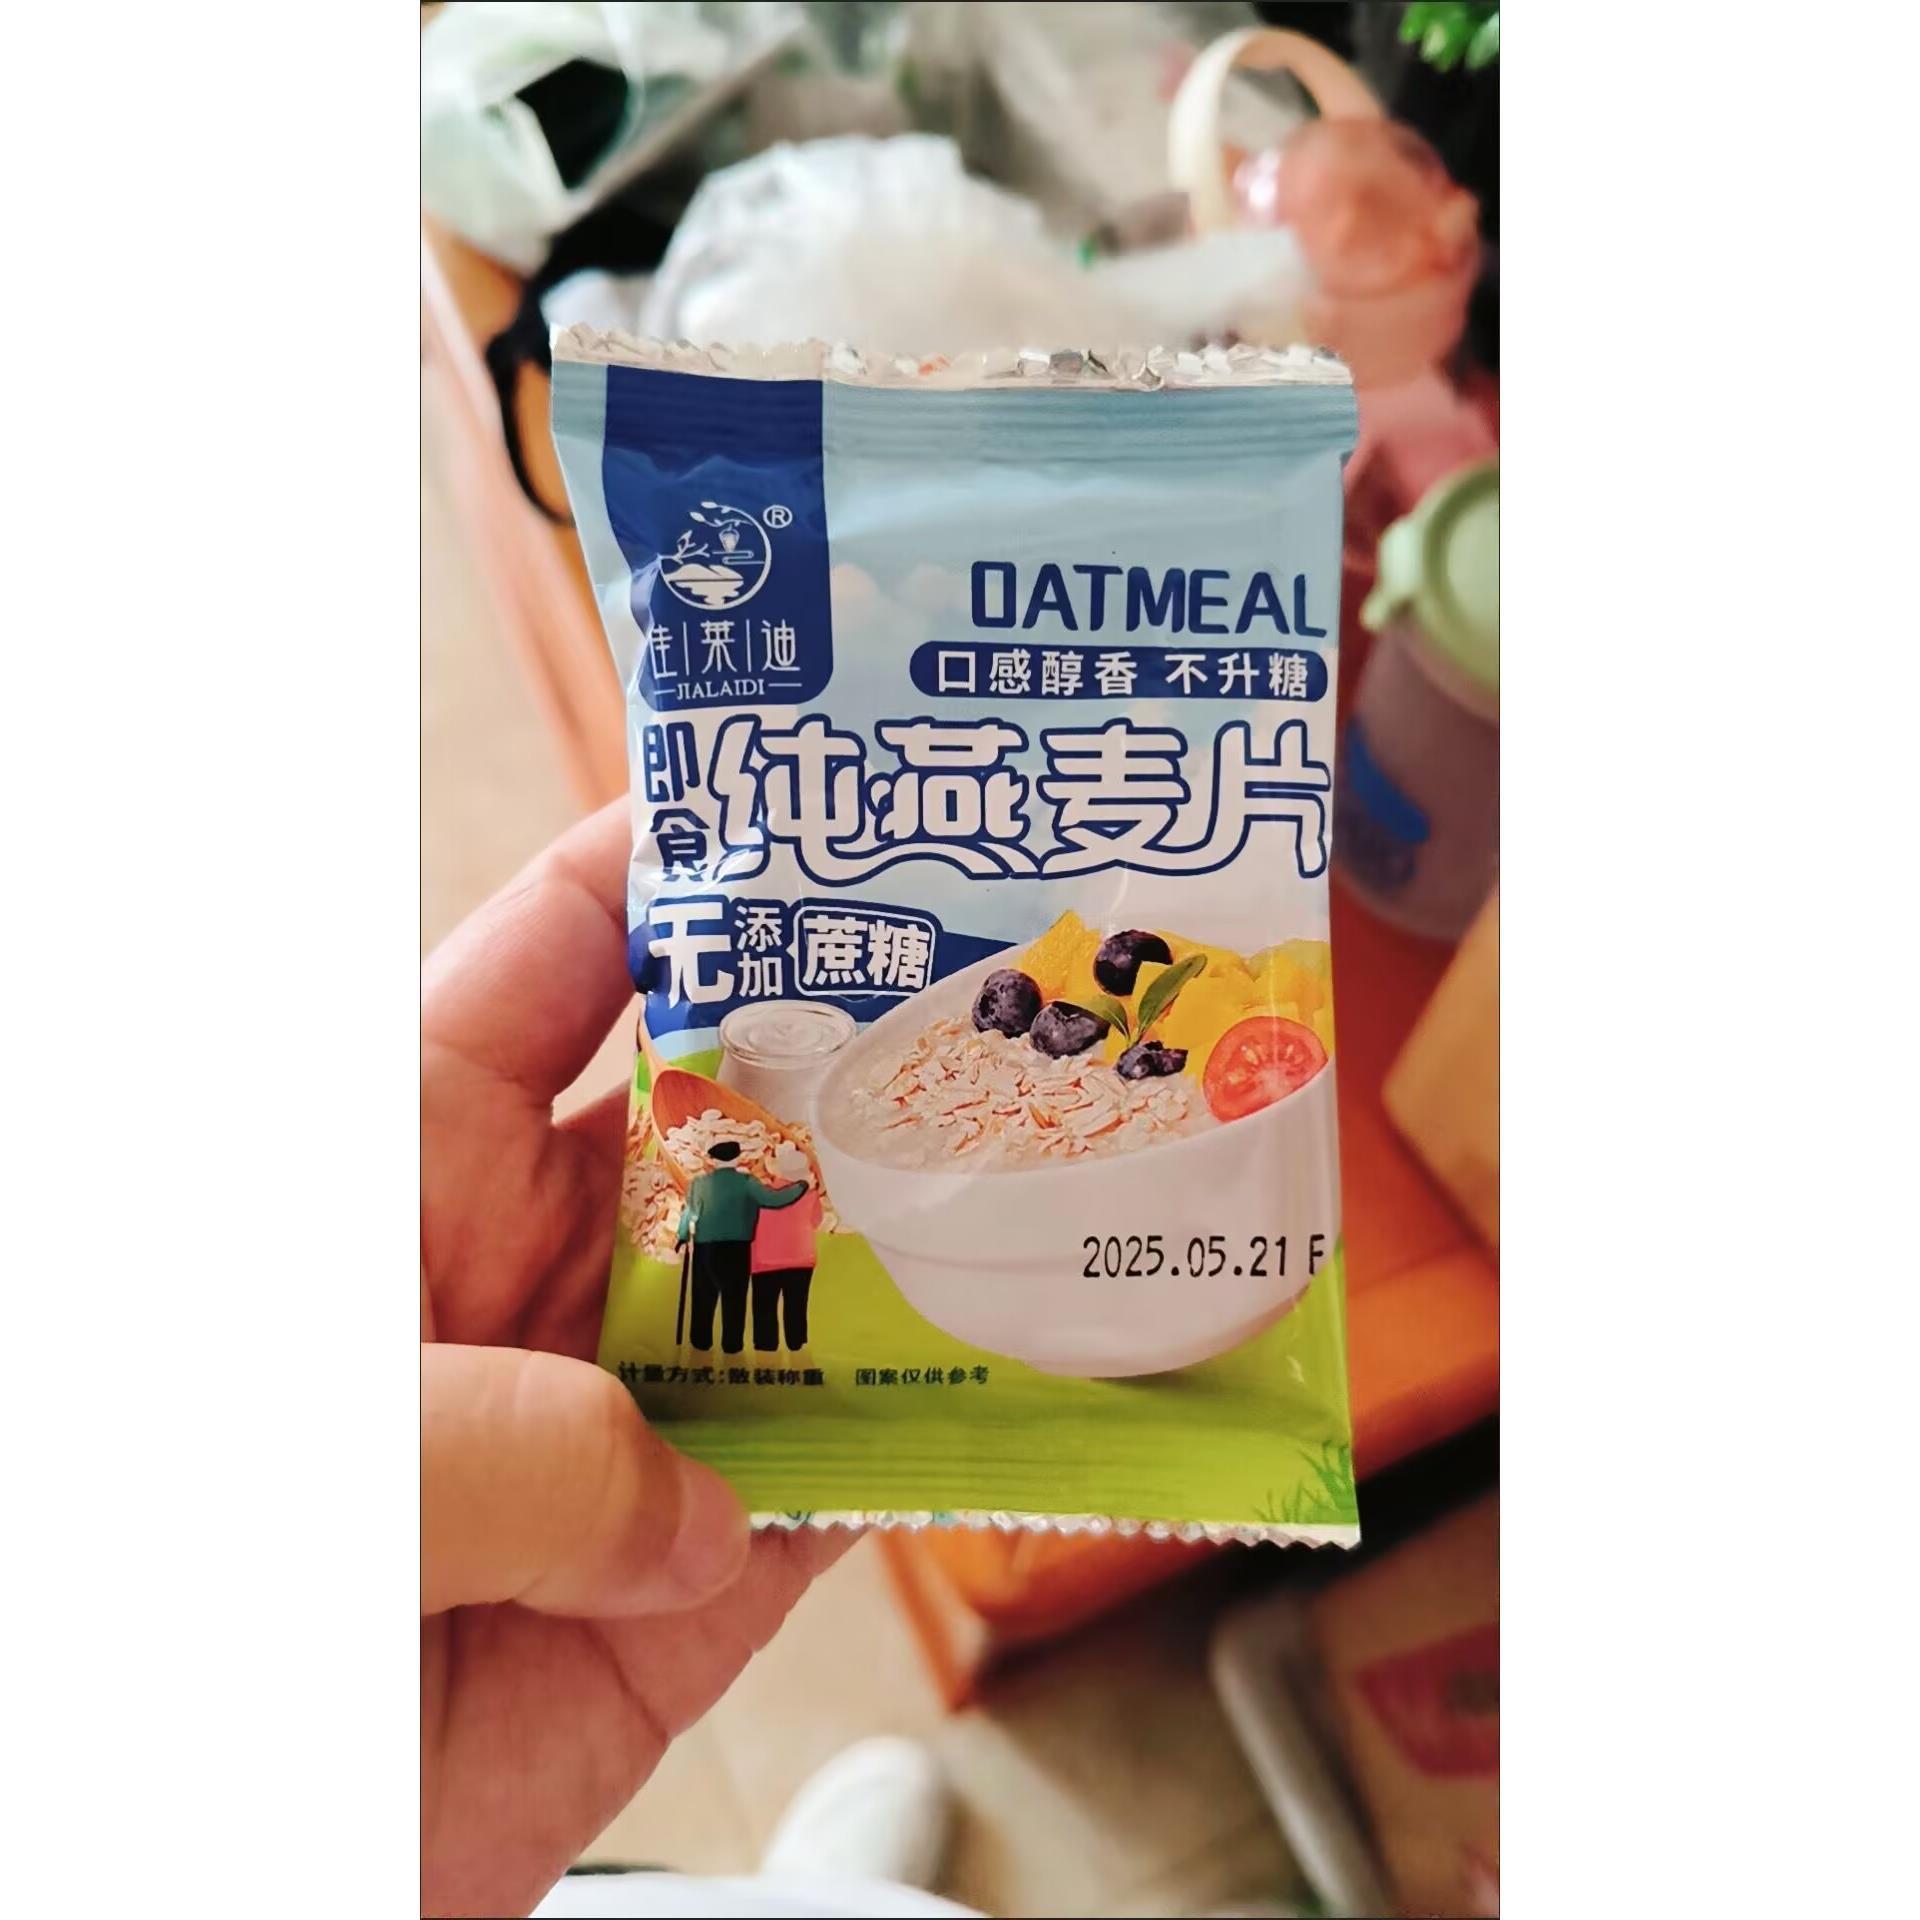 ®
佳莱迪
JIALAIDI
OATMEAL
口感醇香 不升糖
即食纯燕麦片
无添加蔗糖
2025.05.21 F
计量方式:散装称重 图案仅供参考